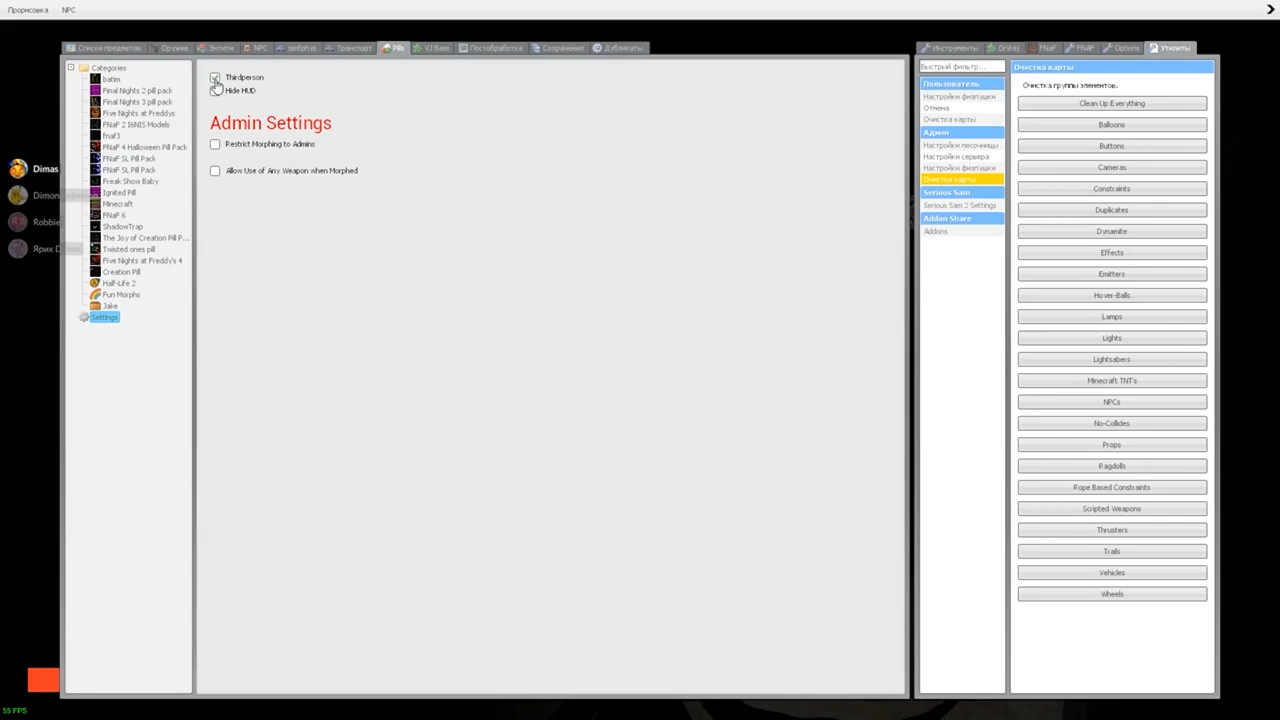 Прорисовка NPC
Списки предметов Оружие Энтити NPC simfphys Транспорт Pills VJ Base Постобработка Сохранения Дубликаты
Инструменты DrVrej FNaF FNAF Options Утилиты
Categories
batim
Final Nights 2 pill pack
Final Nights 3 pill pack
Five Nights at Freddys
FNaF 2 IGNIS Models
fnaf3
FNaF 4 Halloween Pill Pack
FNaF SL Pill Pack
FNaF SL Pill Pack
Freak Show Baby
Ignited Pill
Minecraft
FNaF 6
ShadowTrap
The Joy of Creation Pill P...
Twisted ones pill
Five Nights at Freddy's 4
Creation Pill
Half-Life 2
Fun Morphs
Jake
Settings
Thirdperson
Hide HUD
Admin Settings
Restrict Morphing to Admins
Allow Use of Any Weapon when Morphed
Быстрый фильтр...
Пользователь
Настройки физпушки
Отмена
Очистка карты
Админ
Настройки песочницы
Настройки сервера
Настройки физпушки
Очистка карты
Serious Sam
Serious Sam 2 Settings
Addon Share
Addons
Очистка карты
Очистка группы элементов.
Clean Up Everything
Balloons
Buttons
Cameras
Constraints
Duplicates
Dynamite
Effects
Emitters
Hover-Balls
Lamps
Lights
Lightsabers
Minecraft TNT's
NPCs
No-Collides
Props
Ragdolls
Rope Based Constraints
Scripted Weapons
Thrusters
Trails
Vehicles
Wheels
Dimas
Dimon
Robbie
Ярик
55 FPS